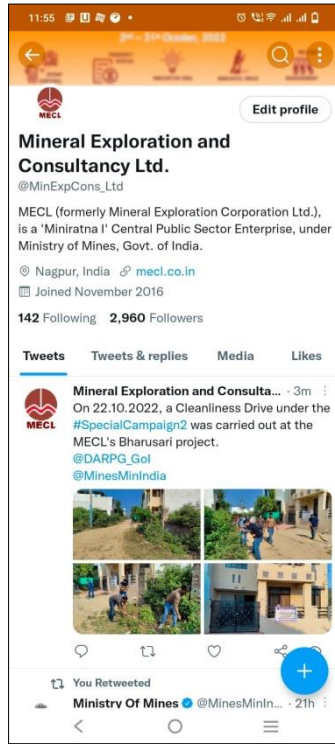 11:55
2nd - 31st October, 2022
MECL
Edit profile
Mineral Exploration and
Consultancy Ltd.
@MinExpCons_Ltd
MECL (formerly Mineral Exploration Corporation Ltd.),
is a 'Miniratna I' Central Public Sector Enterprise, under
Ministry of Mines, Govt. of India.
Nagpur, India mecl.co.in
Joined November 2016
142 Following 2,960 Followers
Tweets Tweets & replies Media Likes
Mineral Exploration and Consulta... · 3m
MECL
On 22.10.2022, a Cleanliness Drive under the
#SpecialCampaign2 was carried out at the
MECL's Bharusari project.
@DARPG_GoI
@MinesMinIndia
You Retweeted
Ministry Of Mines @MinesMinIn... · 21h